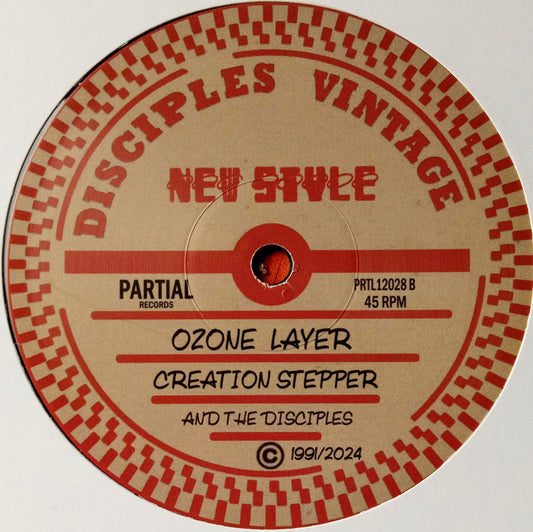 DISCIPLES VINTAGE
NEW STYLE
PARTIAL
RECORDS
PRTL12028 B
45 RPM
OZONE LAYER
CREATION STEPPER
AND THE DISCIPLES
© 1991/2024